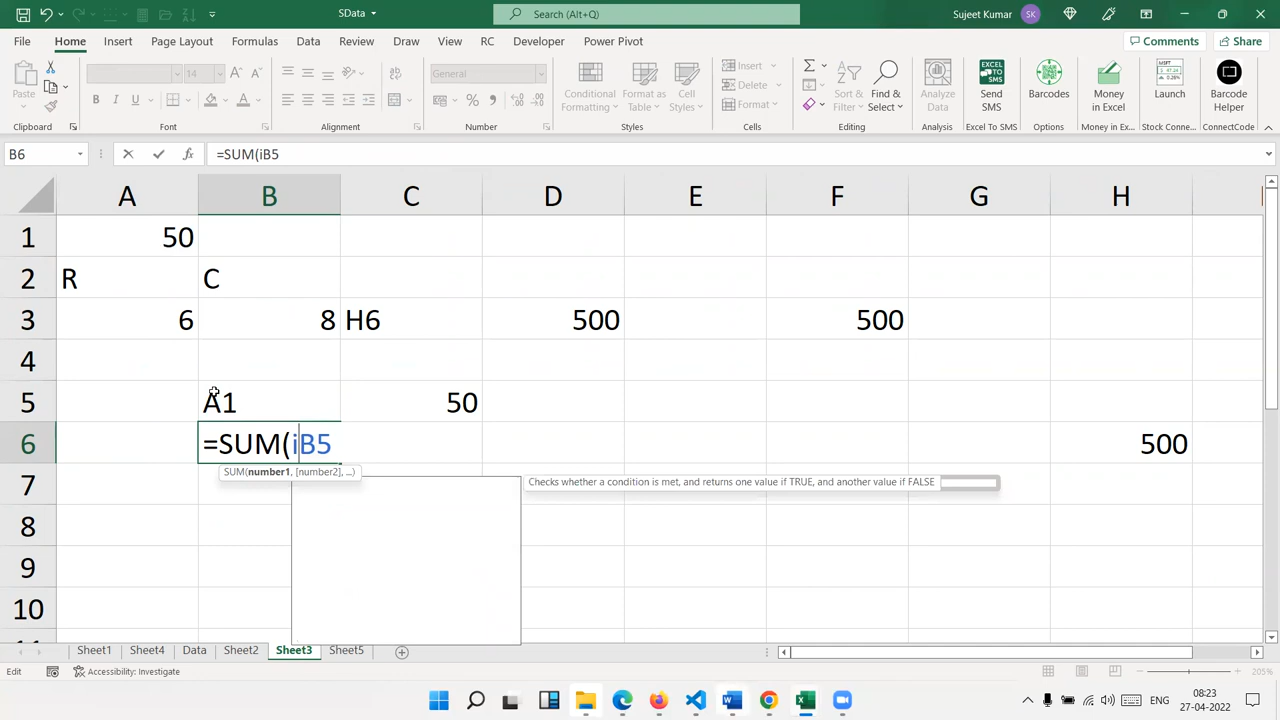 SData
Search (Alt+Q)
Sujeet Kumar
SK
File
Home
Insert
Page Layout
Formulas
Data
Review
Draw
View
RC
Developer
Power Pivot
Comments
Share
Paste
14
B I U
General
Conditional Formatting
Format as Table
Cell Styles
Insert
Delete
Format
Sort & Filter
Find & Select
Analyze Data
Send SMS
Barcodes
Money in Excel
Launch
Barcode Helper
Clipboard
Font
Alignment
Number
Styles
Cells
Editing
Analysis
Excel To SMS
Options
Money in Ex...
Stock Conne...
ConnectCode
B6
fx
=SUM(iB5
A B C D E F G H
1 50
2 R C
3 6 8 H6 500 500
4
5 A1 50
6 =SUM(iB5 500
SUM(number1, [number2], ...)
Checks whether a condition is met, and returns one value if TRUE, and another value if FALSE
7
8
9
10
Sheet1
Sheet4
Data
Sheet2
Sheet3
Sheet5
Edit
Accessibility: Investigate
205%
ENG
08:23
27-04-2022